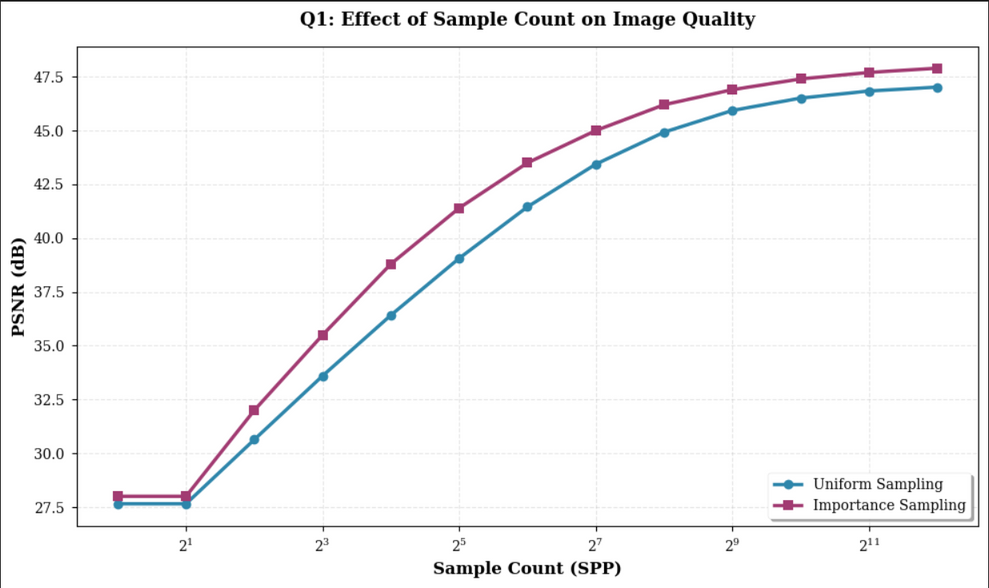 Q1: Effect of Sample Count on Image Quality
PSNR (dB)
47.5
45.0
42.5
40.0
37.5
35.0
32.5
30.0
27.5
Uniform Sampling
Importance Sampling
2¹ 2³ 2⁵ 2⁷ 2⁹ 2¹¹
Sample Count (SPP)